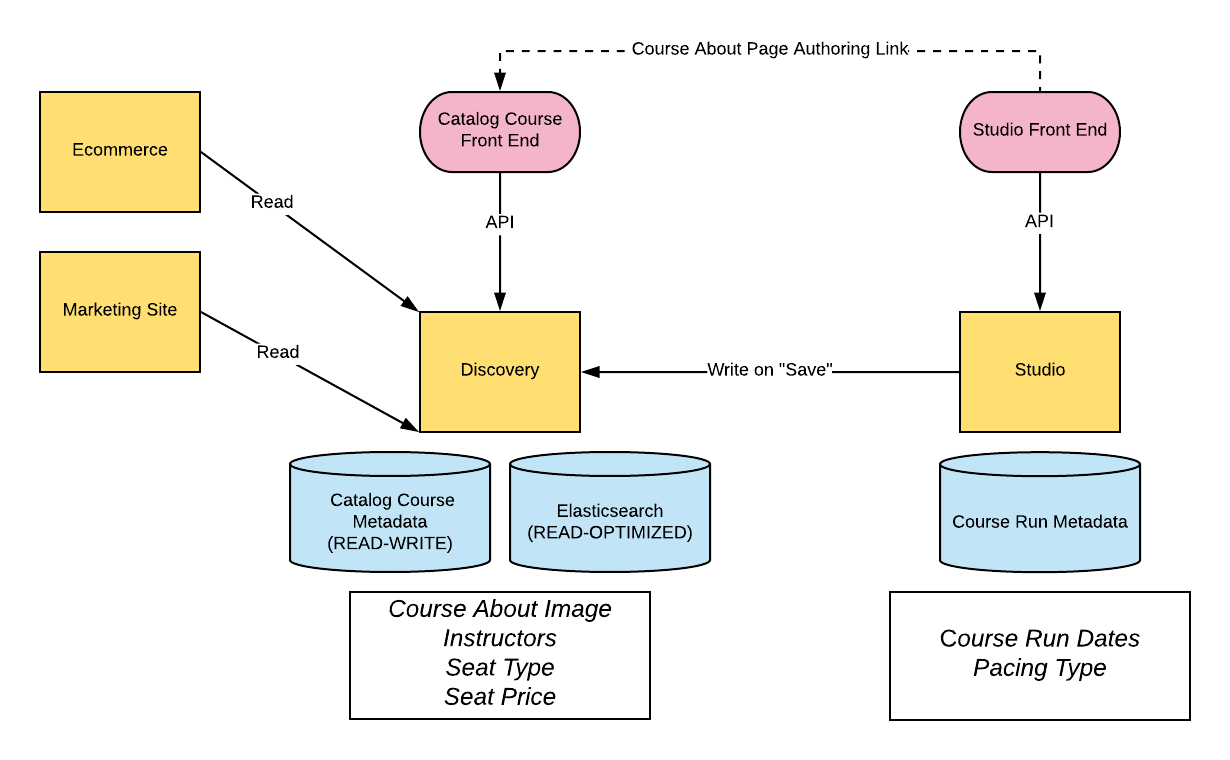 Course About Page Authoring Link
Ecommerce
Catalog Course
Front End
Studio Front End
Read
API
API
Marketing Site
Read
Discovery
Write on "Save"
Studio
Catalog Course
Metadata
(READ-WRITE)
Elasticsearch
(READ-OPTIMIZED)
Course Run Metadata
Course About Image
Instructors
Seat Type
Seat Price
Course Run Dates
Pacing Type